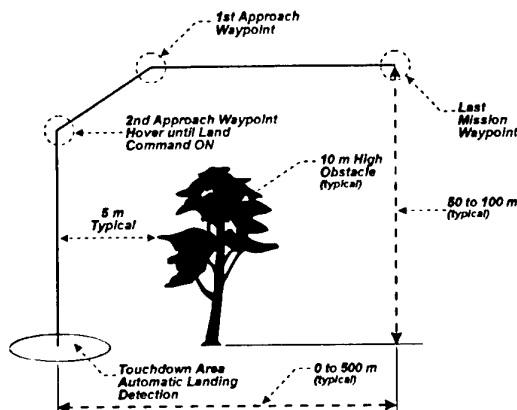 1st Approach
Waypoint
2nd Approach Waypoint
Hover until Land
Command ON
Last
Mission
Waypoint
10 m High
Obstacle
(typical)
5 m
Typical
50 to 100 m
(typical)
Touchdown Area
Automatic Landing
Detection
0 to 500 m
(typical)